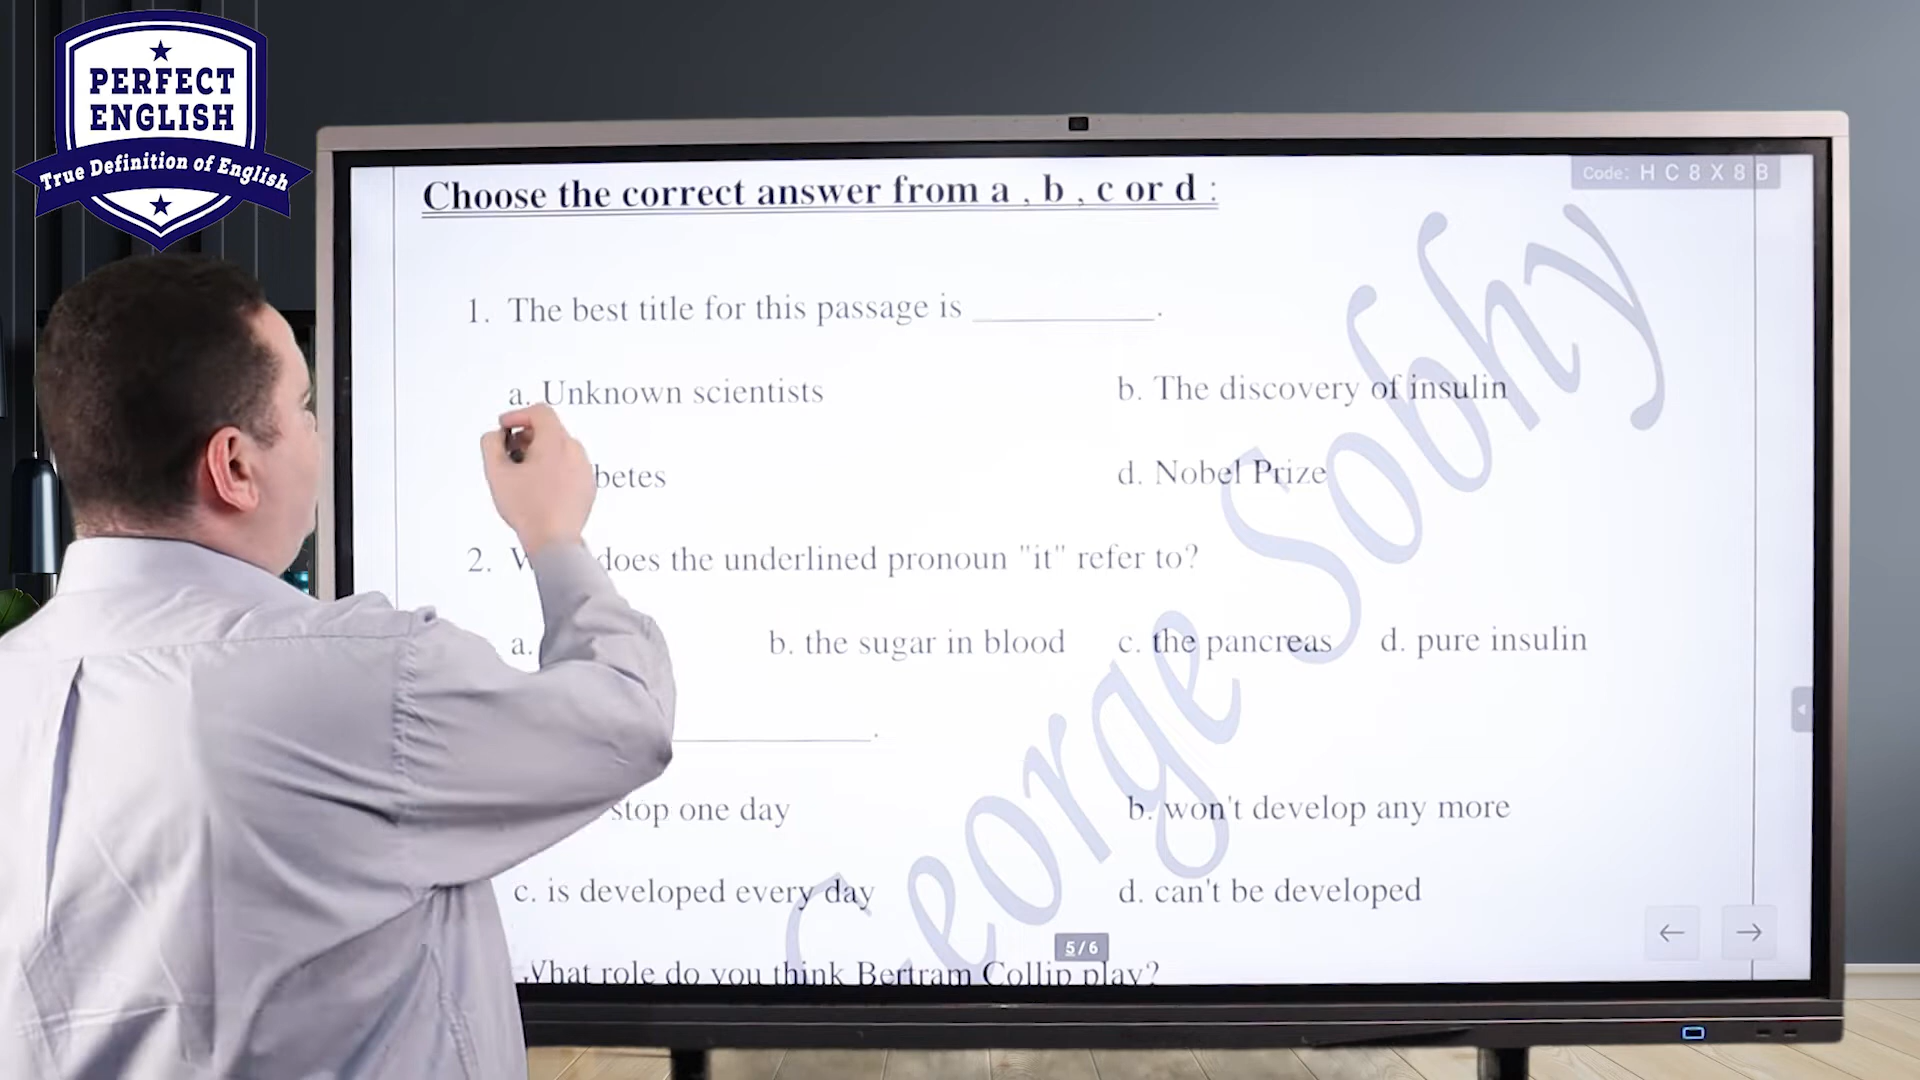 PERFECT
ENGLISH
True Definition of English
Code: H C 8 X 8 B
Choose the correct answer from a , b , c or d :
1. The best title for this passage is __________.
a. Unknown scientists
b. The discovery of insulin
betes
d. Nobel Prize
2. does the underlined pronoun "it" refer to?
a.
b. the sugar in blood
c. the pancreas
d. pure insulin
__________.
stop one day
b. won't develop any more
c. is developed every day
d. can't be developed
What role do you think Bertram Collip play?
5/6
George Sobhy